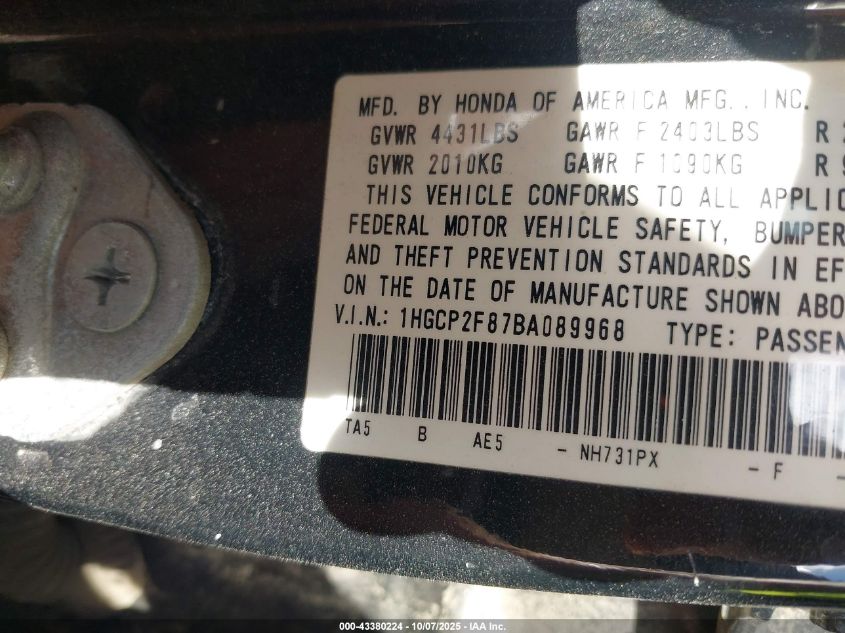 MFD. BY HONDA OF AMERICA MFG., INC.
GVWR 4431LBS GAWR F 2403LBS R 2
GVWR 2010KG GAWR F 1090KG R 9
THIS VEHICLE CONFORMS TO ALL APPLIC
FEDERAL MOTOR VEHICLE SAFETY, BUMPER
AND THEFT PREVENTION STANDARDS IN EF
ON THE DATE OF MANUFACTURE SHOWN ABO
V.I.N.: 1HGCP2F87BA089968 TYPE: PASSEN
TA5 B AE5 - NH731PX - F -
000-43380224 - 10/07/2025 - IAA Inc.